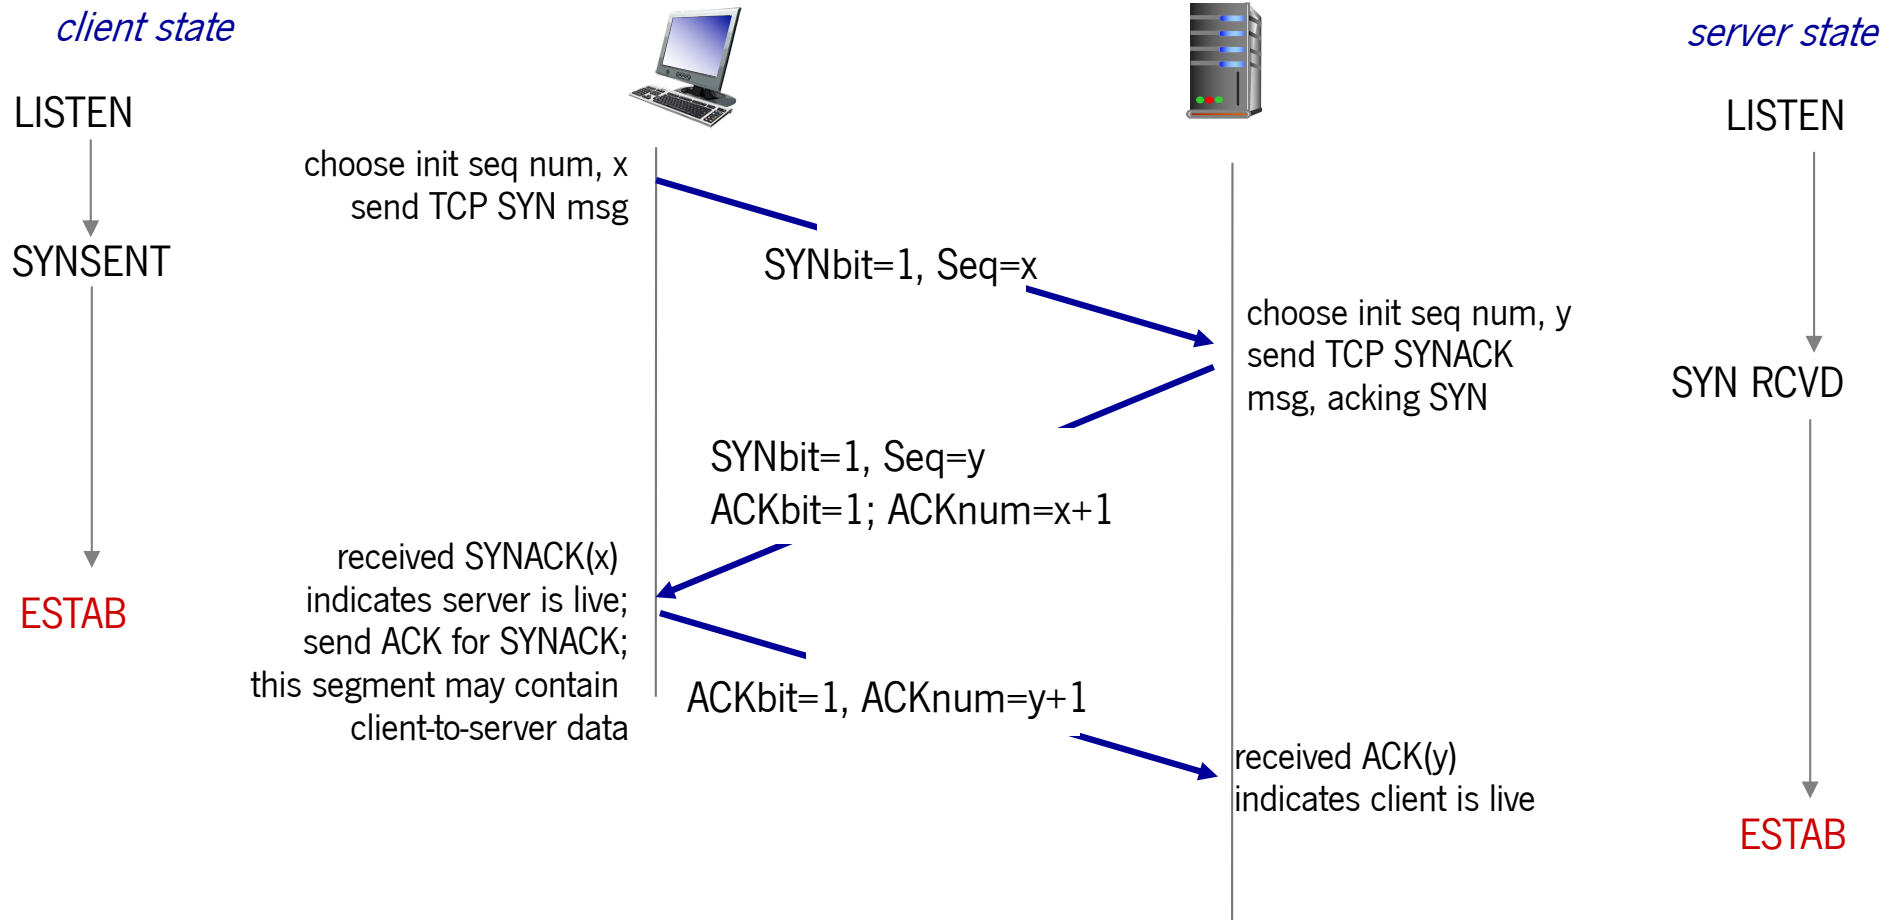 client state
server state
LISTEN
LISTEN
choose init seq num, x
send TCP SYN msg
SYNSENT
SYNbit=1, Seq=x
choose init seq num, y
send TCP SYNACK
msg, acking SYN
SYN RCVD
SYNbit=1, Seq=y
ACKbit=1; ACKnum=x+1
received SYNACK(x)
indicates server is live;
send ACK for SYNACK;
this segment may contain
client-to-server data
ESTAB
ACKbit=1, ACKnum=y+1
received ACK(y)
indicates client is live
ESTAB